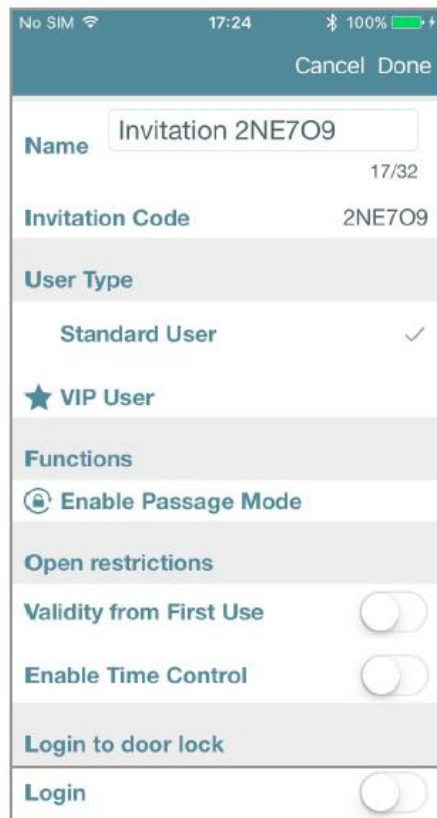 No SIM 17:24 100%
Cancel Done
Name Invitation 2NE7O9
17/32
Invitation Code 2NE7O9
User Type
Standard User
VIP User
Functions
Enable Passage Mode
Open restrictions
Validity from First Use
Enable Time Control
Login to door lock
Login